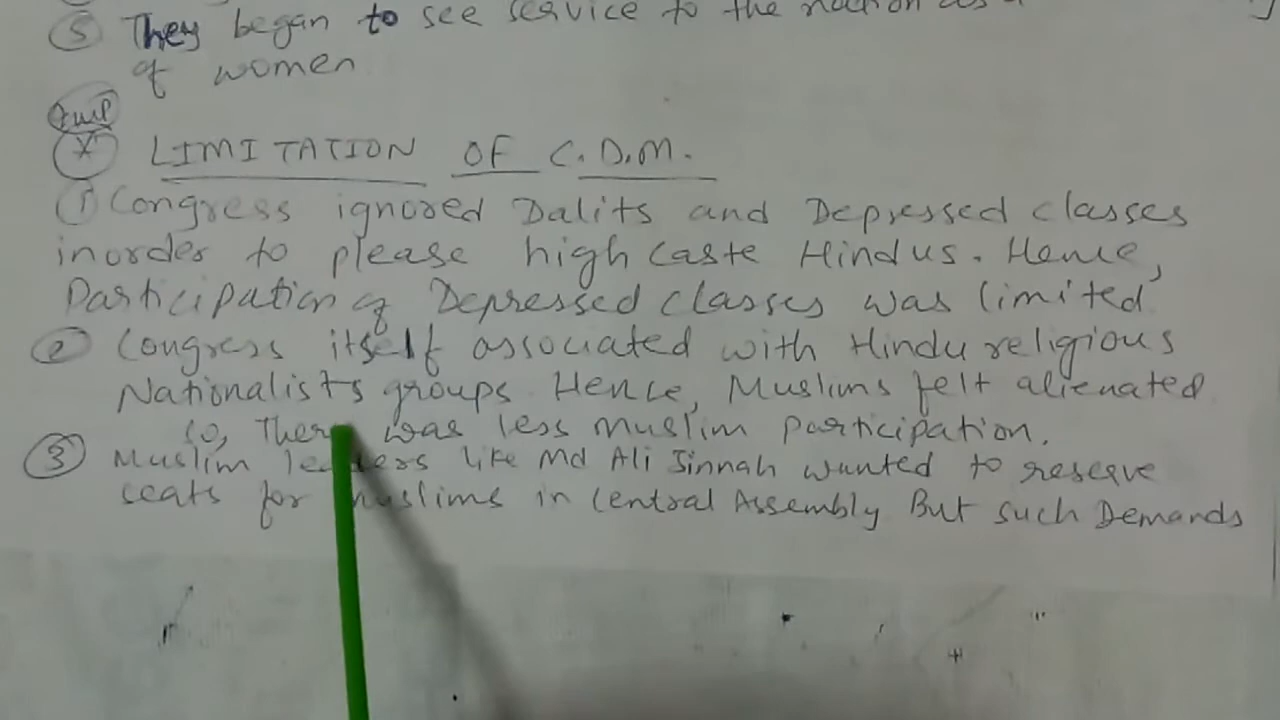 ⑤ They began to see service to the nation as
of women
Imp
* LIMITATION OF C.D.M.
① Congress ignored Dalits and Depressed classes
inorder to please high caste Hindus. Hence,
Participation of Depressed classes was limited
② Congress itself associated with Hindu religious
Nationalists groups. Hence, Muslims felt alienated
so, There was less muslim participation.
③ Muslim leaders like Md Ali Jinnah wanted to reserve
seats for muslims in Central Assembly But such Demands